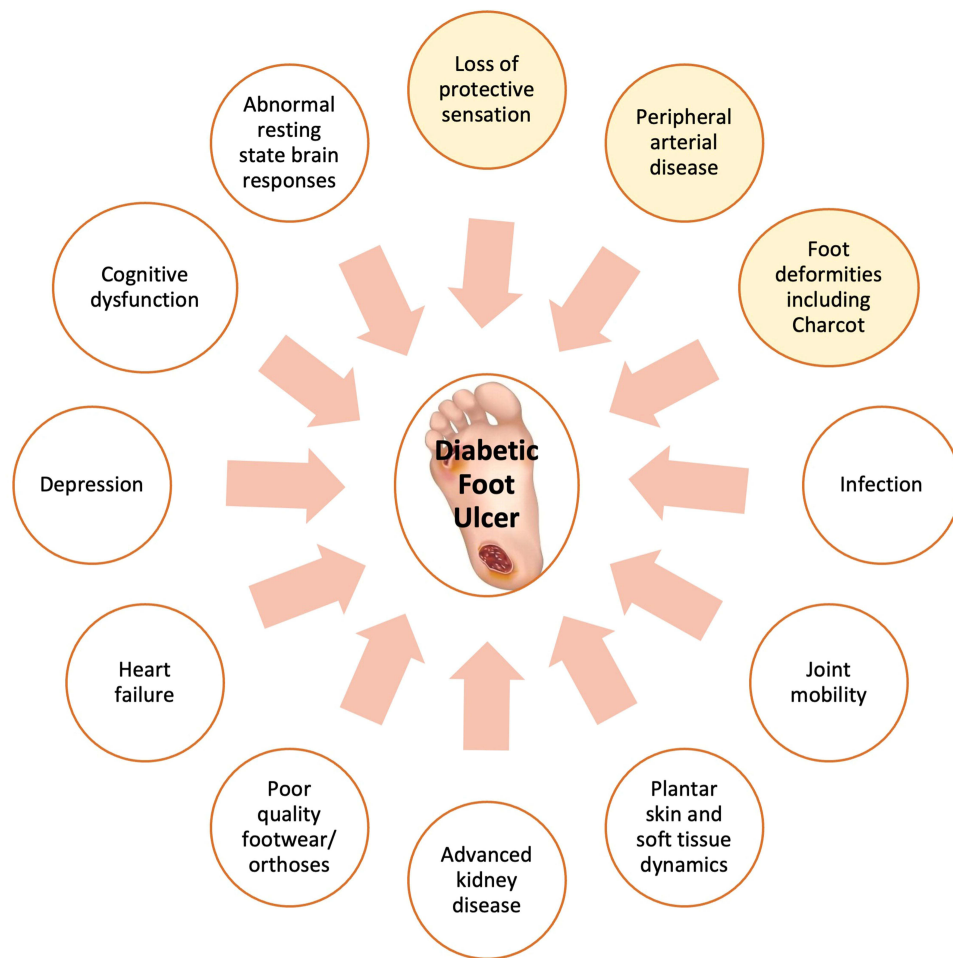 Loss of
protective
sensation
Peripheral
arterial
disease
Foot
deformities
including
Charcot
Infection
Joint
mobility
Plantar
skin and
soft tissue
dynamics
Advanced
kidney
disease
Poor
quality
footwear/
orthoses
Heart
failure
Depression
Cognitive
dysfunction
Abnormal
resting
state brain
responses
Diabetic
Foot
Ulcer